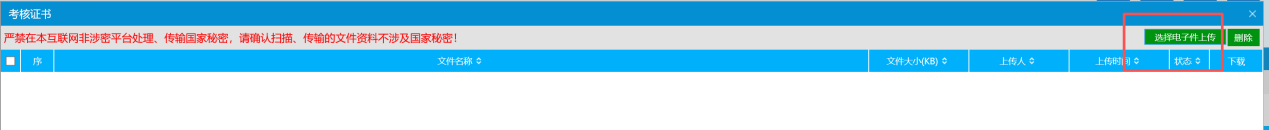 考核证书
严禁在本互联网非涉密平台处理、传输国家秘密，请确认扫描、传输的文件资料不涉及国家秘密！
选择电子件上传 删除
序 文件名称 文件大小(KB) 上传人 上传时间 状态 下载